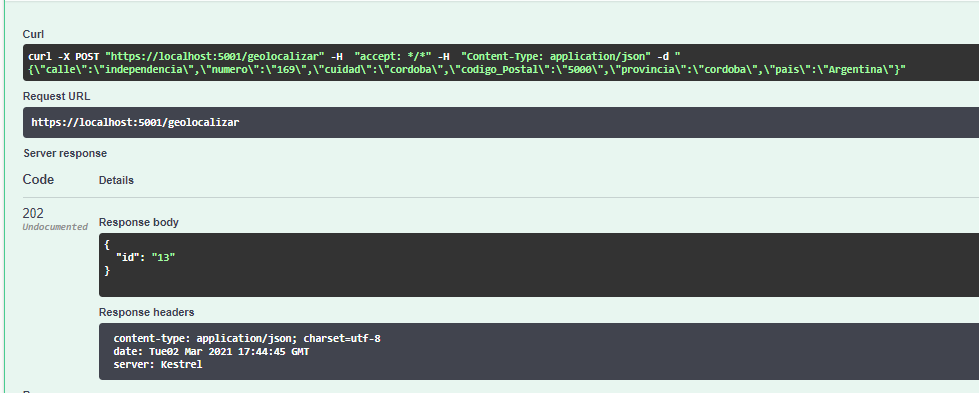 Curl
curl -X POST "https://localhost:5001/geolocalizar" -H  "accept: */*" -H  "Content-Type: application/json" -d "
{\"calle\":\"independencia\",\"numero\":\"169\",\"cuidad\":\"cordoba\",\"codigo_Postal\":\"5000\",\"provincia\":\"cordoba\",\"pais\":\"Argentina\"}"
Request URL
https://localhost:5001/geolocalizar
Server response
Code Details
202
Undocumented
Response body
{
  "id": "13"
}
Response headers
content-type: application/json; charset=utf-8
date: Tue02 Mar 2021 17:44:45 GMT
server: Kestrel